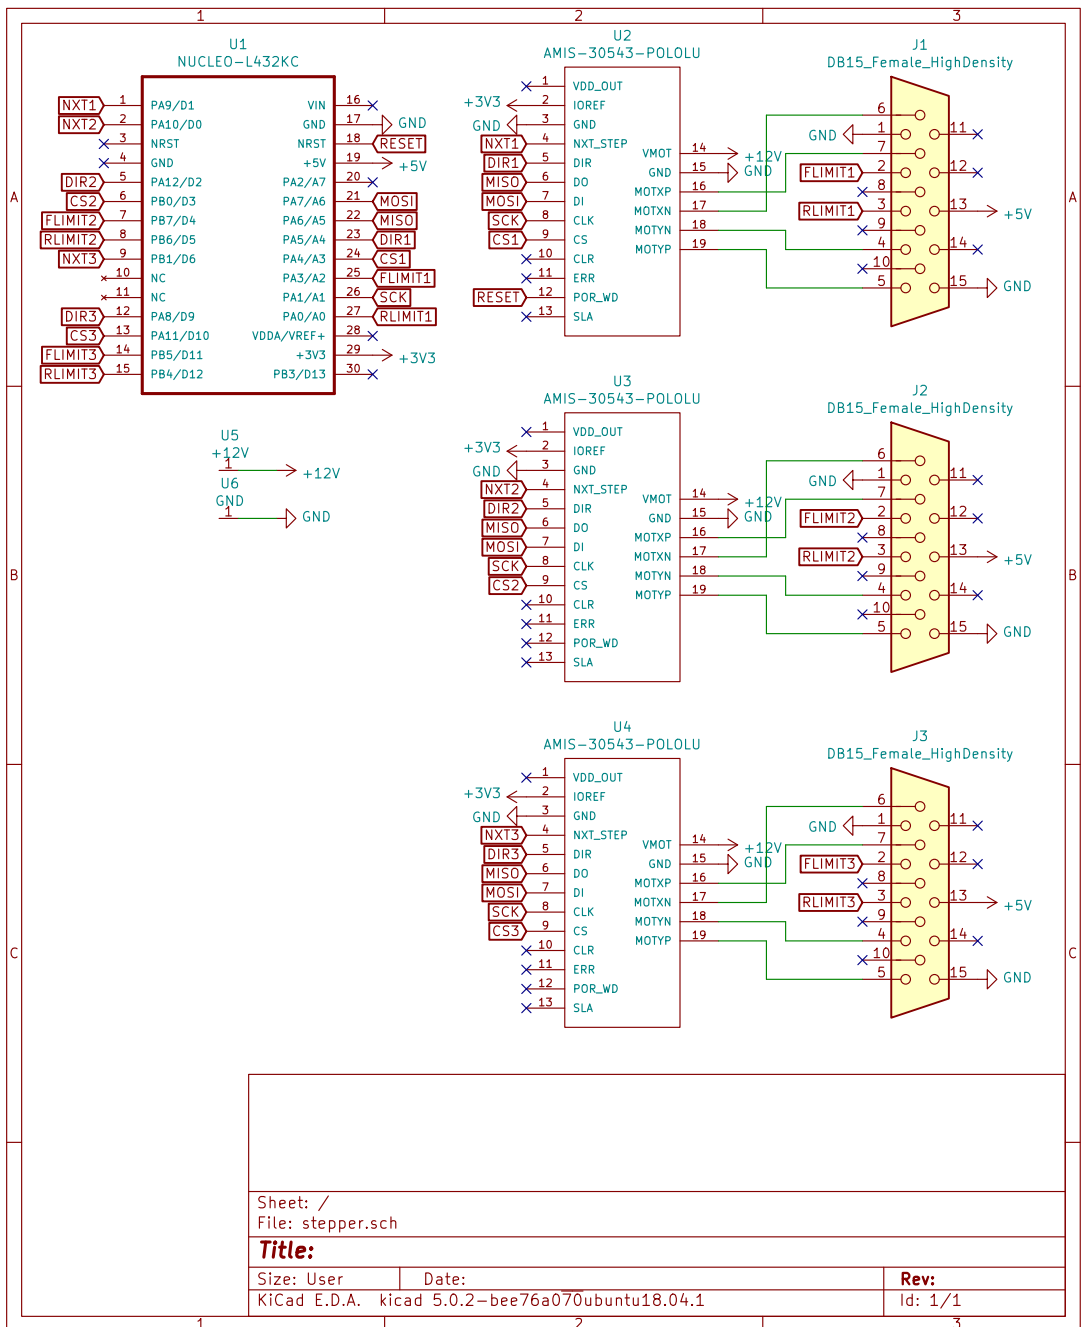 1 2 3
U1
NUCLEO-L432KC
NXT1 1 PA9/D1 VIN 16
NXT2 2 PA10/D0 GND 17 GND
3 NRST NRST 18 RESET
4 GND +5V 19 +5V
DIR2 5 PA12/D2 PA2/A7 20
CS2 6 PB0/D3 PA7/A6 21 MOSI
FLIMIT2 7 PB7/D4 PA6/A5 22 MISO
RLIMIT2 8 PB6/D5 PA5/A4 23 DIR1
NXT3 9 PB1/D6 PA4/A3 24 CS1
10 NC PA3/A2 25 FLIMIT1
11 NC PA1/A1 26 SCK
DIR3 12 PA8/D9 PA0/A0 27 RLIMIT1
CS3 13 PA11/D10 VDDA/VREF+ 28
FLIMIT3 14 PB5/D11 +3V3 29 +3V3
RLIMIT3 15 PB4/D12 PB3/D13 30
U2
AMIS-30543-POLOLU
1 VDD_OUT
+3V3 2 IOREF
GND 3 GND
NXT1 4 NXT_STEP
DIR1 5 DIR
MISO 6 DO
MOSI 7 DI
SCK 8 CLK
CS1 9 CS
10 CLR
11 ERR
RESET 12 POR_WD
13 SLA
VMOT 14 +12V
GND 15 GND
MOTXP 16
MOTXN 17
MOTYN 18
MOTYP 19
J1
DB15_Female_HighDensity
6
GND 1 11
7
FLIMIT1 2 12
8
RLIMIT1 3 13 +5V
9
4 14
10
5 15 GND
A A
U5
+12V
1 +12V
U6
GND
1 GND
U3
AMIS-30543-POLOLU
1 VDD_OUT
+3V3 2 IOREF
GND 3 GND
NXT2 4 NXT_STEP
DIR2 5 DIR
MISO 6 DO
MOSI 7 DI
SCK 8 CLK
CS2 9 CS
10 CLR
11 ERR
12 POR_WD
13 SLA
VMOT 14 +12V
GND 15 GND
MOTXP 16
MOTXN 17
MOTYN 18
MOTYP 19
J2
DB15_Female_HighDensity
6
GND 1 11
7
FLIMIT2 2 12
8
RLIMIT2 3 13 +5V
9
4 14
10
5 15 GND
B B
U4
AMIS-30543-POLOLU
1 VDD_OUT
+3V3 2 IOREF
GND 3 GND
NXT3 4 NXT_STEP
DIR3 5 DIR
MISO 6 DO
MOSI 7 DI
SCK 8 CLK
CS3 9 CS
10 CLR
11 ERR
12 POR_WD
13 SLA
VMOT 14 +12V
GND 15 GND
MOTXP 16
MOTXN 17
MOTYN 18
MOTYP 19
J3
DB15_Female_HighDensity
6
GND 1 11
7
FLIMIT3 2 12
8
RLIMIT3 3 13 +5V
9
4 14
10
5 15 GND
C C
Sheet: /
File: stepper.sch
Title:
Size: User Date: Rev:
KiCad E.D.A. kicad 5.0.2-bee76a070ubuntu18.04.1 Id: 1/1
1 2 3